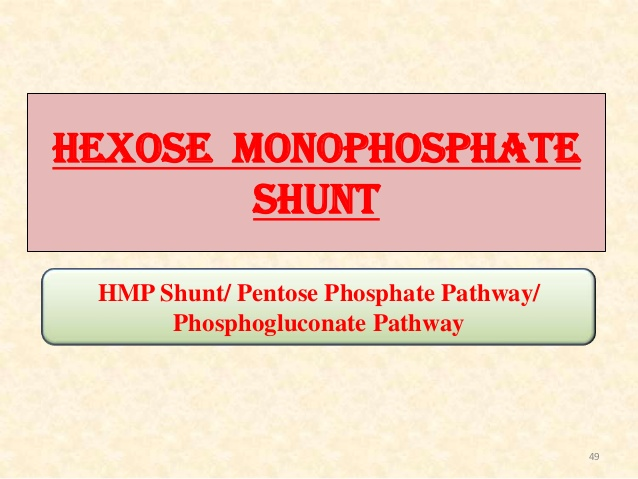 HEXOSE MONOPHOSPHATE
SHUNT
HMP Shunt/ Pentose Phosphate Pathway/
Phosphogluconate Pathway
49